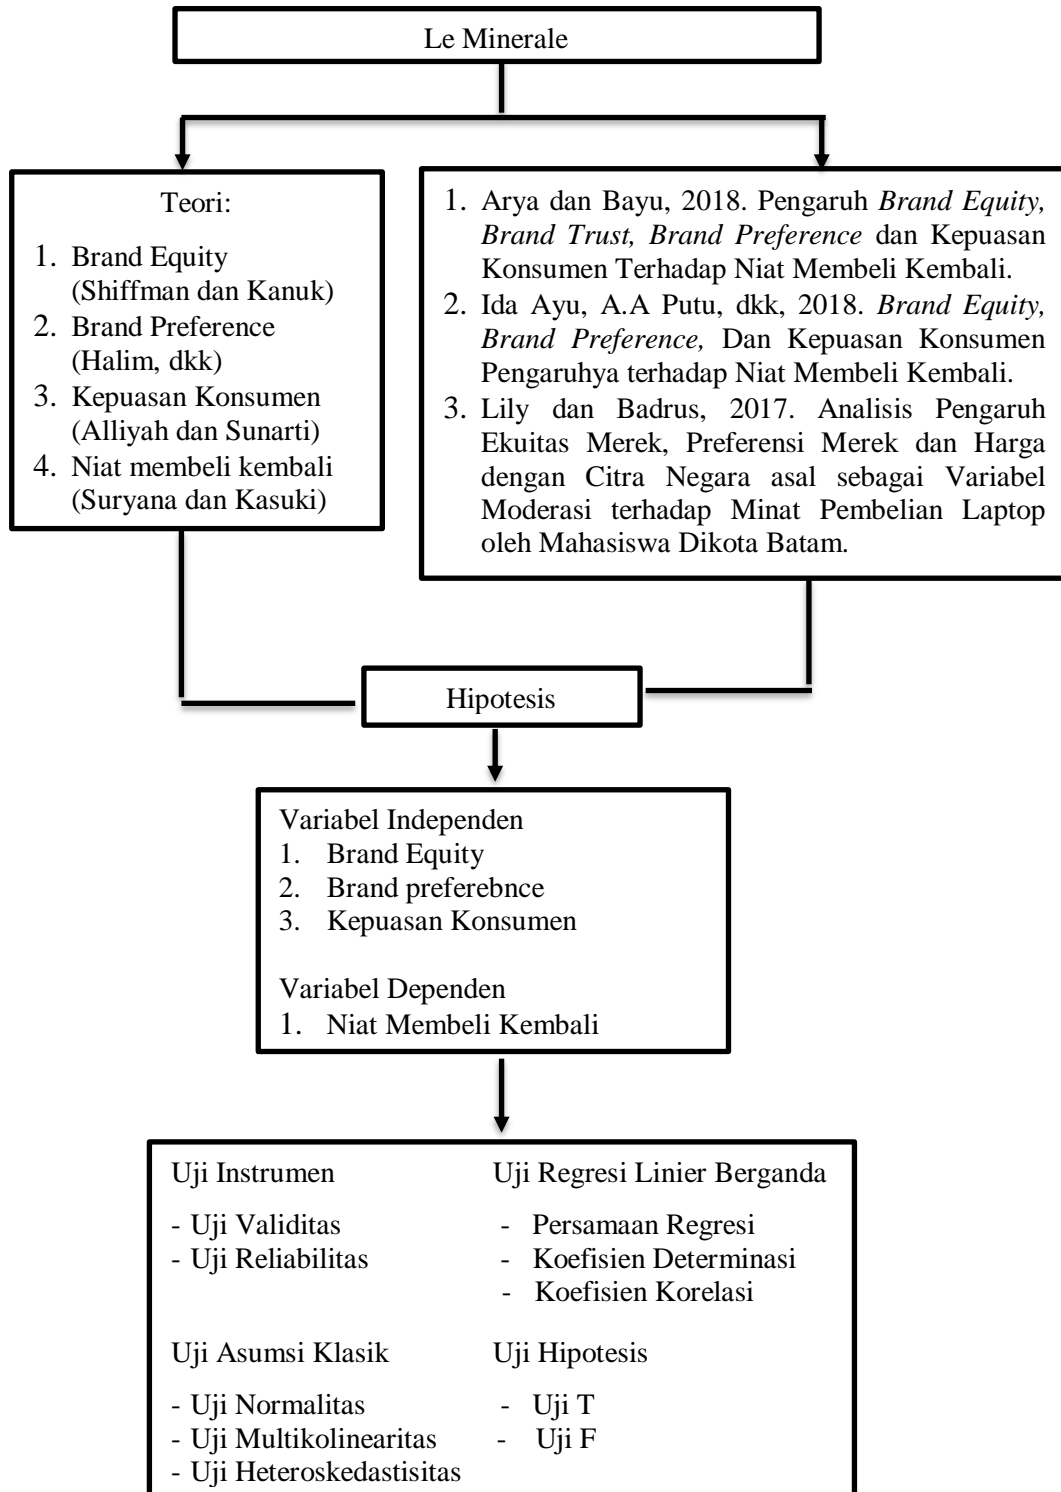 Le Minerale
Teori:
1. Brand Equity
(Shiffman dan Kanuk)
2. Brand Preference
(Halim, dkk)
3. Kepuasan Konsumen
(Alliyah dan Sunarti)
4. Niat membeli kembali
(Suryana dan Kasuki)
1. Arya dan Bayu, 2018. Pengaruh Brand Equity,
Brand Trust, Brand Preference dan Kepuasan
Konsumen Terhadap Niat Membeli Kembali.
2. Ida Ayu, A.A Putu, dkk, 2018. Brand Equity,
Brand Preference, Dan Kepuasan Konsumen
Pengaruhya terhadap Niat Membeli Kembali.
3. Lily dan Badrus, 2017. Analisis Pengaruh
Ekuitas Merek, Preferensi Merek dan Harga
dengan Citra Negara asal sebagai Variabel
Moderasi terhadap Minat Pembelian Laptop
oleh Mahasiswa Dikota Batam.
Hipotesis
Variabel Independen
1. Brand Equity
2. Brand preferebnce
3. Kepuasan Konsumen
Variabel Dependen
1. Niat Membeli Kembali
Uji Instrumen
- Uji Validitas
- Uji Reliabilitas
Uji Regresi Linier Berganda
- Persamaan Regresi
- Koefisien Determinasi
- Koefisien Korelasi
Uji Asumsi Klasik
- Uji Normalitas
- Uji Multikolinearitas
- Uji Heteroskedastisitas
Uji Hipotesis
- Uji T
- Uji F